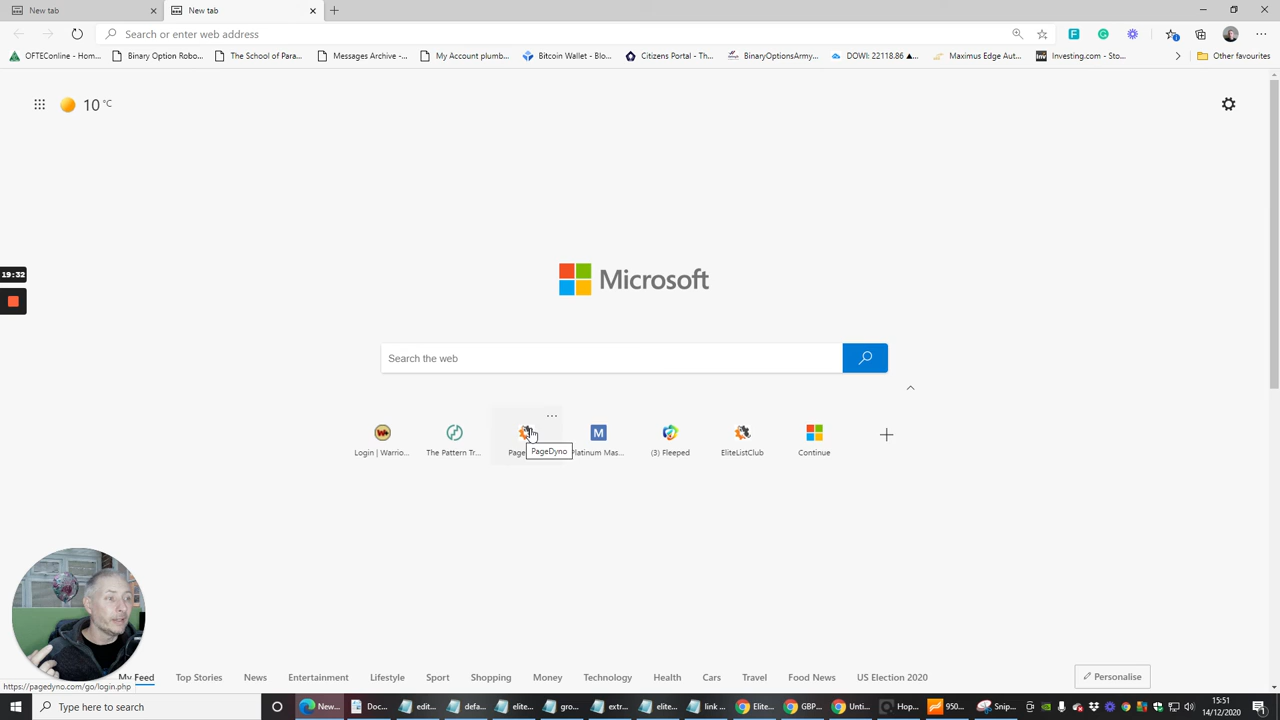 New tab
New tab
Search or enter web address
OFTEConline - Hom...
Binary Option Robo...
The School of Para...
Messages Archive -...
My Account plumb...
Bitcoin Wallet - Blo...
Citizens Portal - Th...
BinaryOptionsArmy...
DOWI: 22118.86 ▲...
Maximus Edge Aut...
Investing.com - Sto...
Other favourites
10 °C
19:32
Microsoft
Search the web
Login | Warrio...
The Pattern Tr...
Page
PageDyno
Platinum Mas...
(3) Fleeped
EliteListClub
Continue
My Feed
Top Stories
News
Entertainment
Lifestyle
Sport
Shopping
Money
Technology
Health
Cars
Travel
Food News
US Election 2020
Personalise
https://pagedyno.com/go/login.php
Type here to search
New...
Doc...
edit...
defa...
elite...
gro...
extr...
elite...
link ...
Elite...
GBP...
Unti...
Hop...
950...
Snip...
15:51
14/12/2020